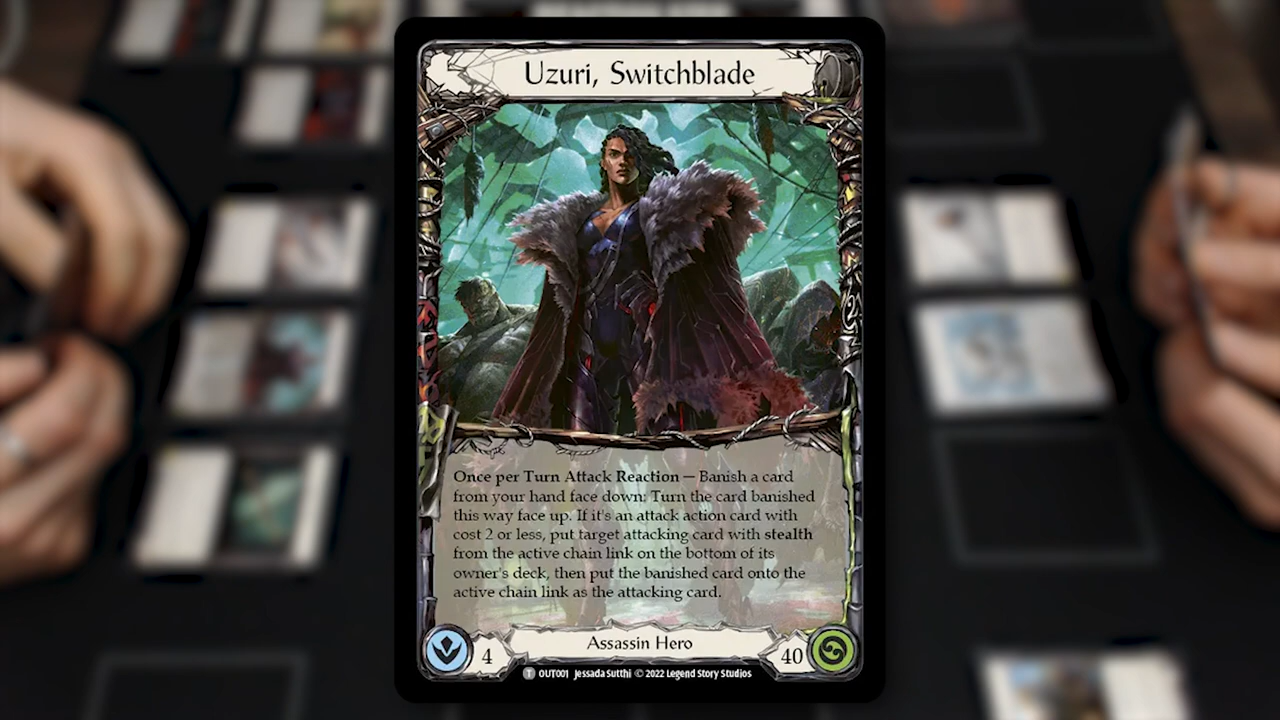 Uzuri, Switchblade
Once per Turn Attack Reaction — Banish a card
from your hand face down: Turn the card banished
this way face up. If it's an attack action card with
cost 2 or less, put target attacking card with stealth
from the active chain link on the bottom of its
owner's deck, then put the banished card onto the
active chain link as the attacking card.
4
Assassin Hero
40
T OUT001 Jessada Sutthi © 2022 Legend Story Studios